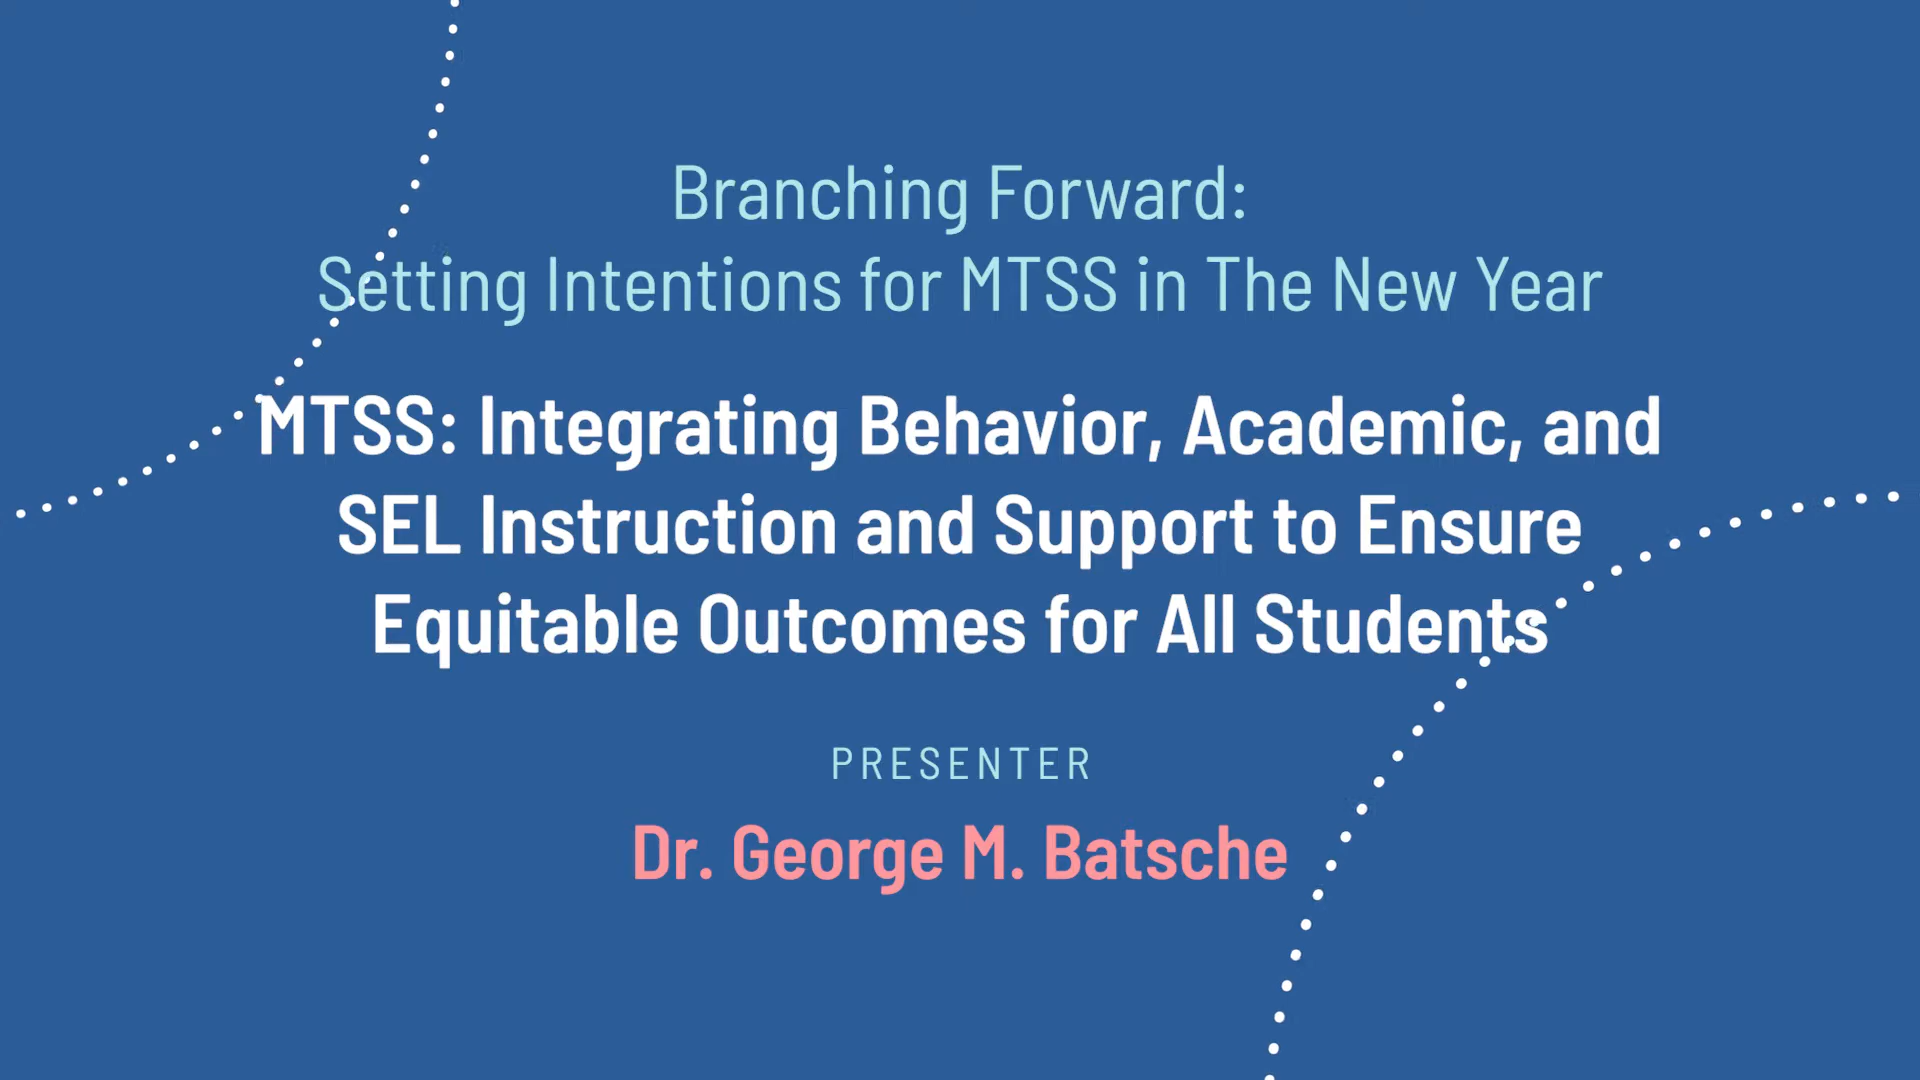 Branching Forward:
Setting Intentions for MTSS in The New Year
MTSS: Integrating Behavior, Academic, and
SEL Instruction and Support to Ensure
Equitable Outcomes for All Students
PRESENTER
Dr. George M. Batsche